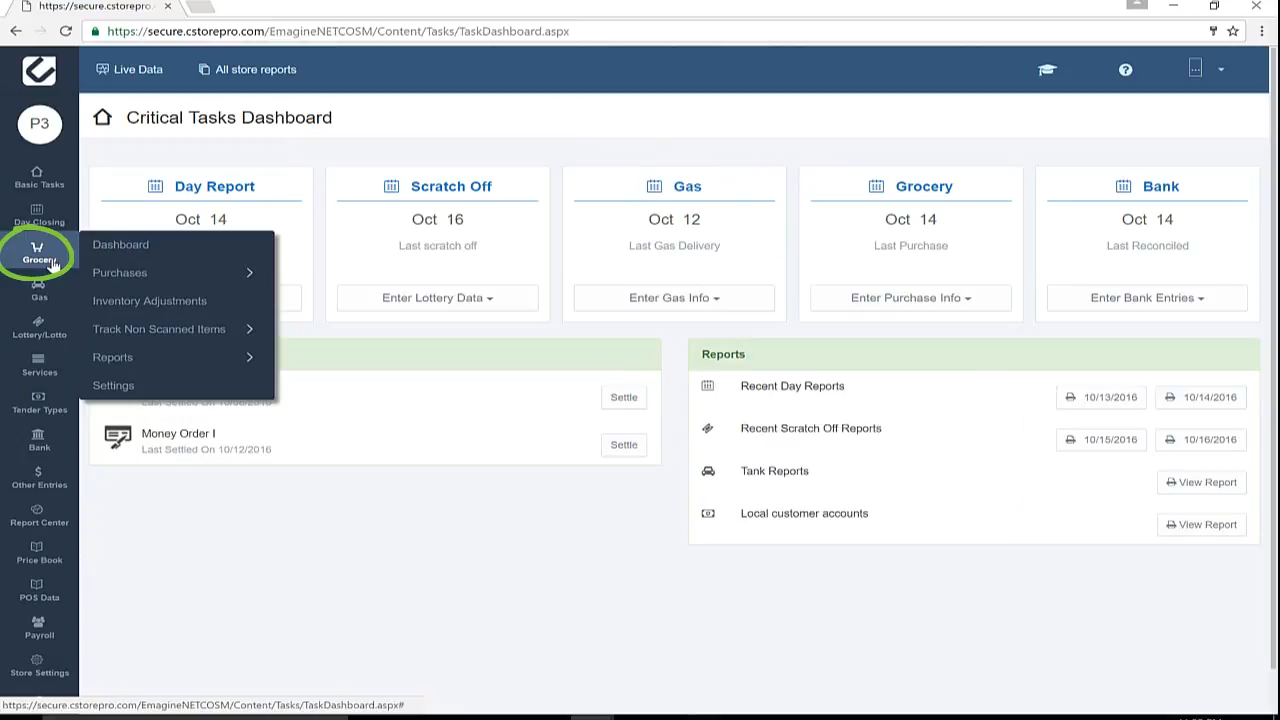 https://secure.cstorepro.
https://secure.cstorepro.com/EmagineNETCOSM/Content/Tasks/TaskDashboard.aspx
Live Data
All store reports
P3
Critical Tasks Dashboard
Basic Tasks
Day Closing
Grocery
Gas
Lottery/Lotto
Services
Tender Types
Bank
Other Entries
Report Center
Price Book
POS Data
Payroll
Store Settings
Dashboard
Purchases
Inventory Adjustments
Track Non Scanned Items
Reports
Settings
Day Report
Oct 14
Scratch Off
Oct 16
Last scratch off
Enter Lottery Data
Gas
Oct 12
Last Gas Delivery
Enter Gas Info
Grocery
Oct 14
Last Purchase
Enter Purchase Info
Bank
Oct 14
Last Reconciled
Enter Bank Entries
Settle
Money Order I
Last Settled On 10/12/2016
Settle
Reports
Recent Day Reports
10/13/2016
10/14/2016
Recent Scratch Off Reports
10/15/2016
10/16/2016
Tank Reports
View Report
Local customer accounts
View Report
https://secure.cstorepro.com/EmagineNETCOSM/Content/Tasks/TaskDashboard.aspx#